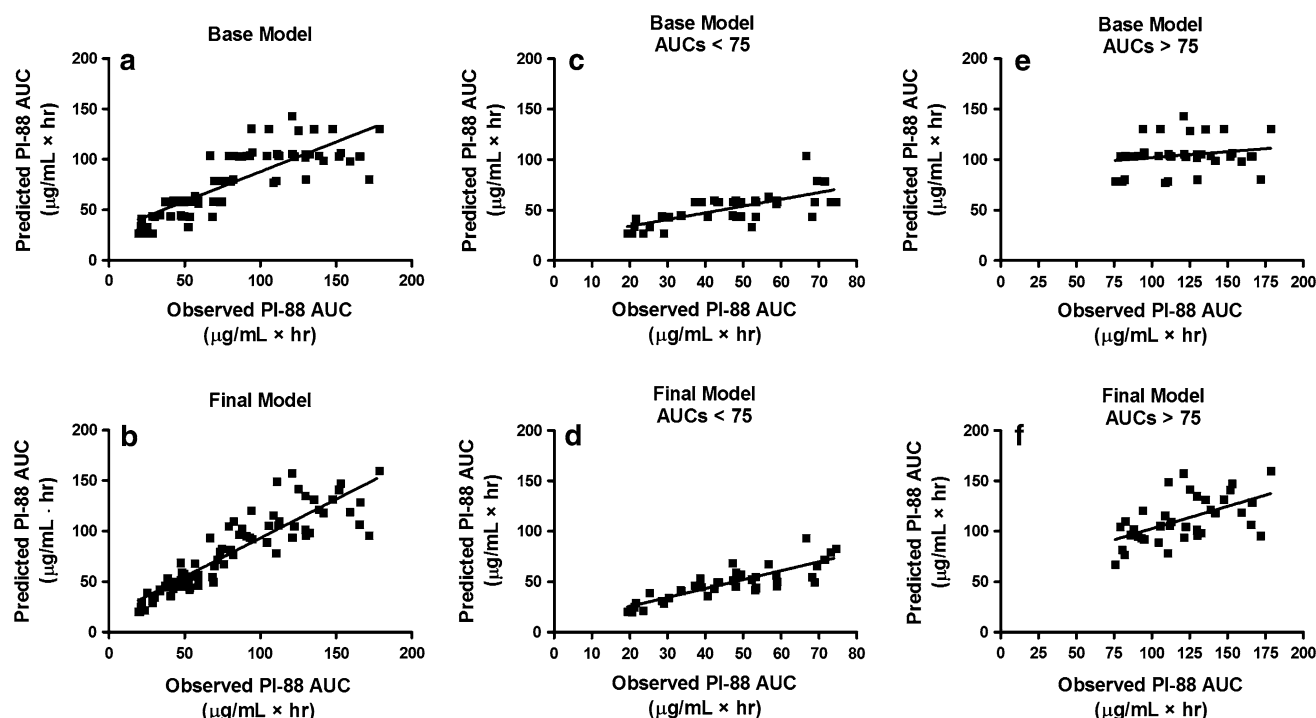 Base Model
a
Predicted PI-88 AUC
(µg/mL × hr)
200
150
100
50
0
0
50
100
150
200
Observed PI-88 AUC
(µg/mL × hr)
Base Model
AUCs < 75
c
Predicted PI-88 AUC
(µg/mL × hr)
200
150
100
50
0
0
10
20
30
40
50
60
70
80
Observed PI-88 AUC
(µg/mL × hr)
Base Model
AUCs > 75
e
Predicted PI-88 AUC
(µg/mL × hr)
200
150
100
50
0
0
25
50
75
100
125
150
175
200
Observed PI-88 AUC
(µg/mL × hr)
Final Model
b
Predicted PI-88 AUC
(µg/mL · hr)
200
150
100
50
0
0
50
100
150
200
Observed PI-88 AUC
(µg/mL × hr)
Final Model
AUCs < 75
d
Predicted PI-88 AUC
(µg/mL × hr)
200
150
100
50
0
0
10
20
30
40
50
60
70
80
Observed PI-88 AUC
(µg/mL × hr)
Final Model
AUCs > 75
f
Predicted PI-88 AUC
(µg/mL × hr)
200
150
100
50
0
0
25
50
75
100
125
150
175
200
Observed PI-88 AUC
(µg/mL × hr)